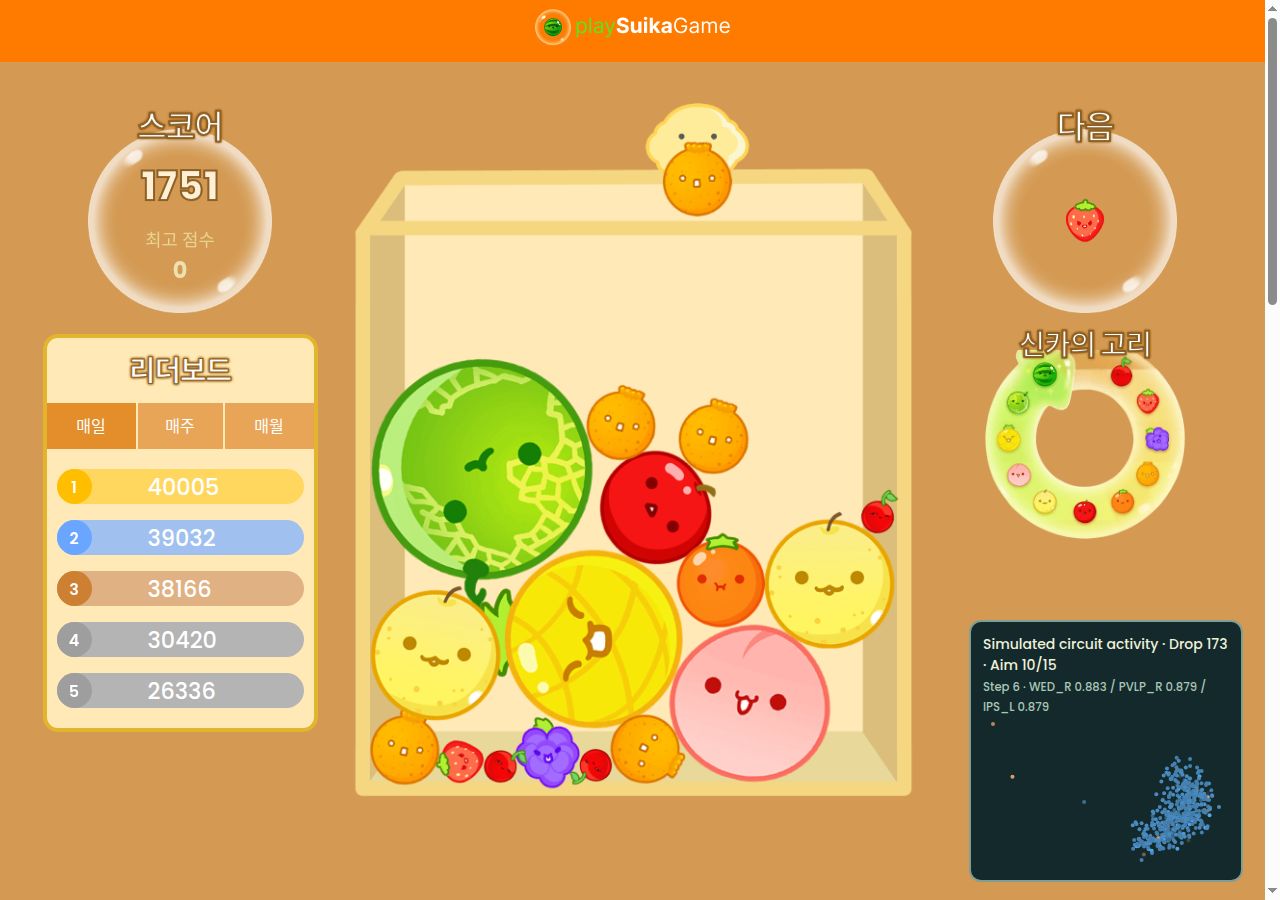 playSuikaGame
스코어
1751
최고 점수
0
다음
신카의 고리
리더보드
매일 매주 매월
1 40005
2 39032
3 38166
4 30420
5 26336
Simulated circuit activity · Drop 173
· Aim 10/15
Step 6 · WED_R 0.883 / PVLP_R 0.879 /
IPS_L 0.879